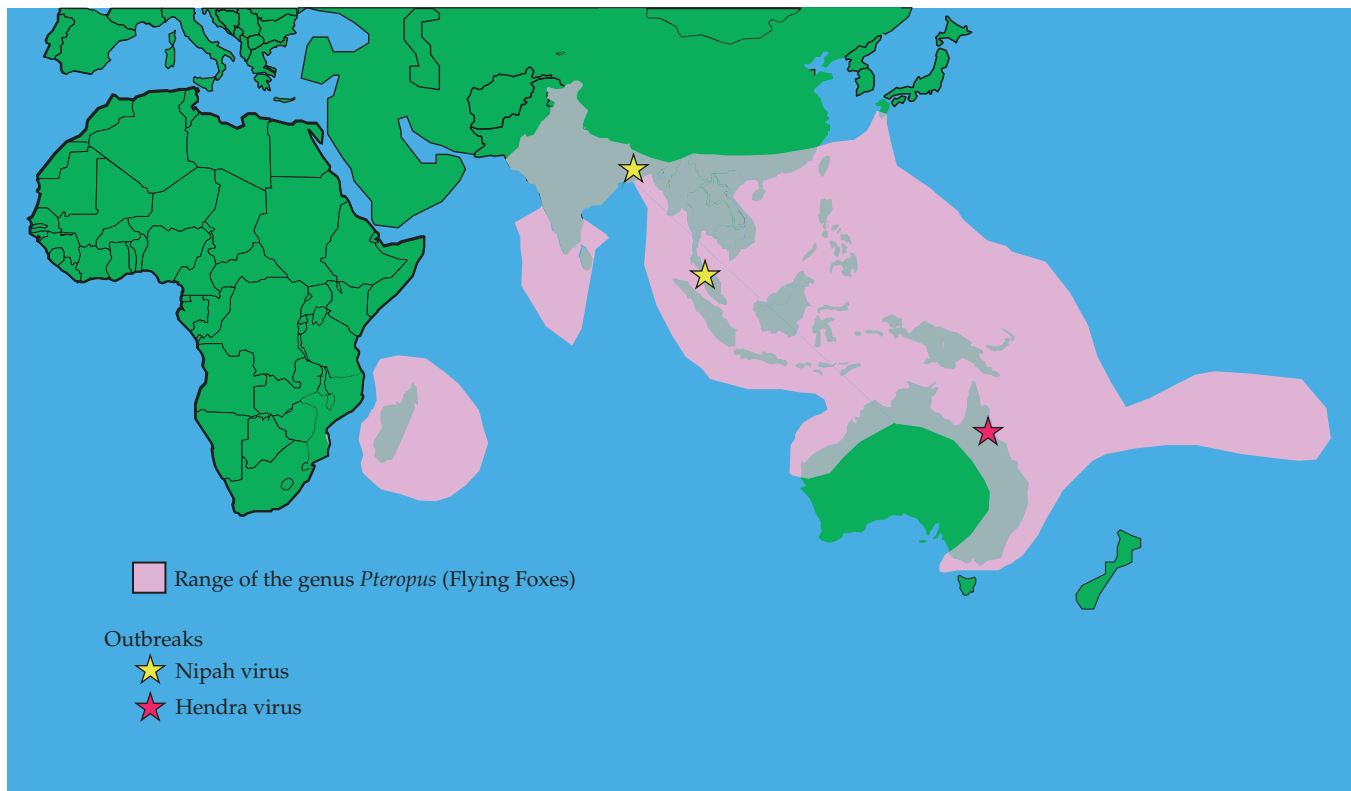 Range of the genus Pteropus (Flying Foxes)
Outbreaks
Nipah virus
Hendra virus